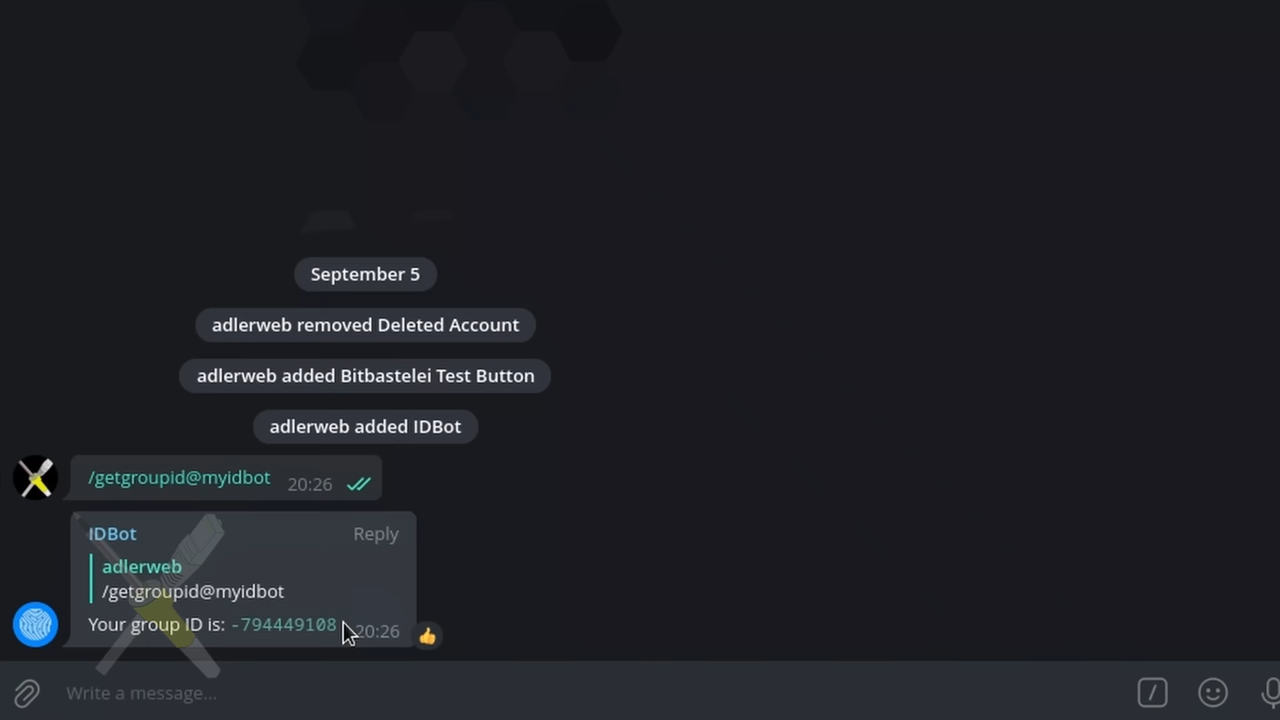 September 5
adlerweb removed Deleted Account
adlerweb added Bitbastelei Test Button
adlerweb added IDBot
/getgroupid@myidbot 20:26
IDBot Reply
adlerweb
/getgroupid@myidbot
Your group ID is: -794449108 20:26
Write a message...